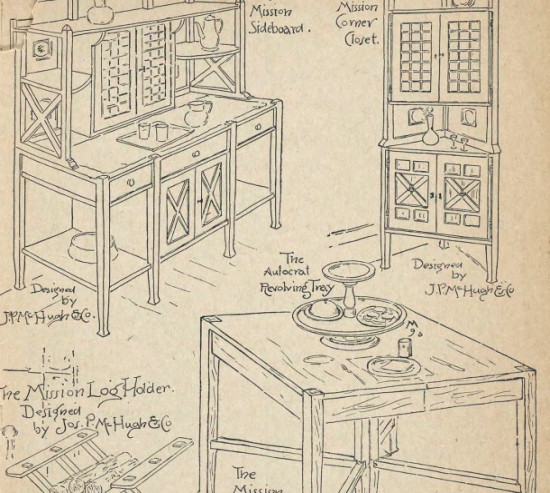 Mission
Sideboard.
Mission
Corner
Closet.
Designed
by
J.P. McHugh & Co.
The
Autocrat
Revolving Tray
Designed
by
J.P. McHugh & Co
The Mission Log Holder.
Designed
by Jos. P. McHugh & Co
The
Mission